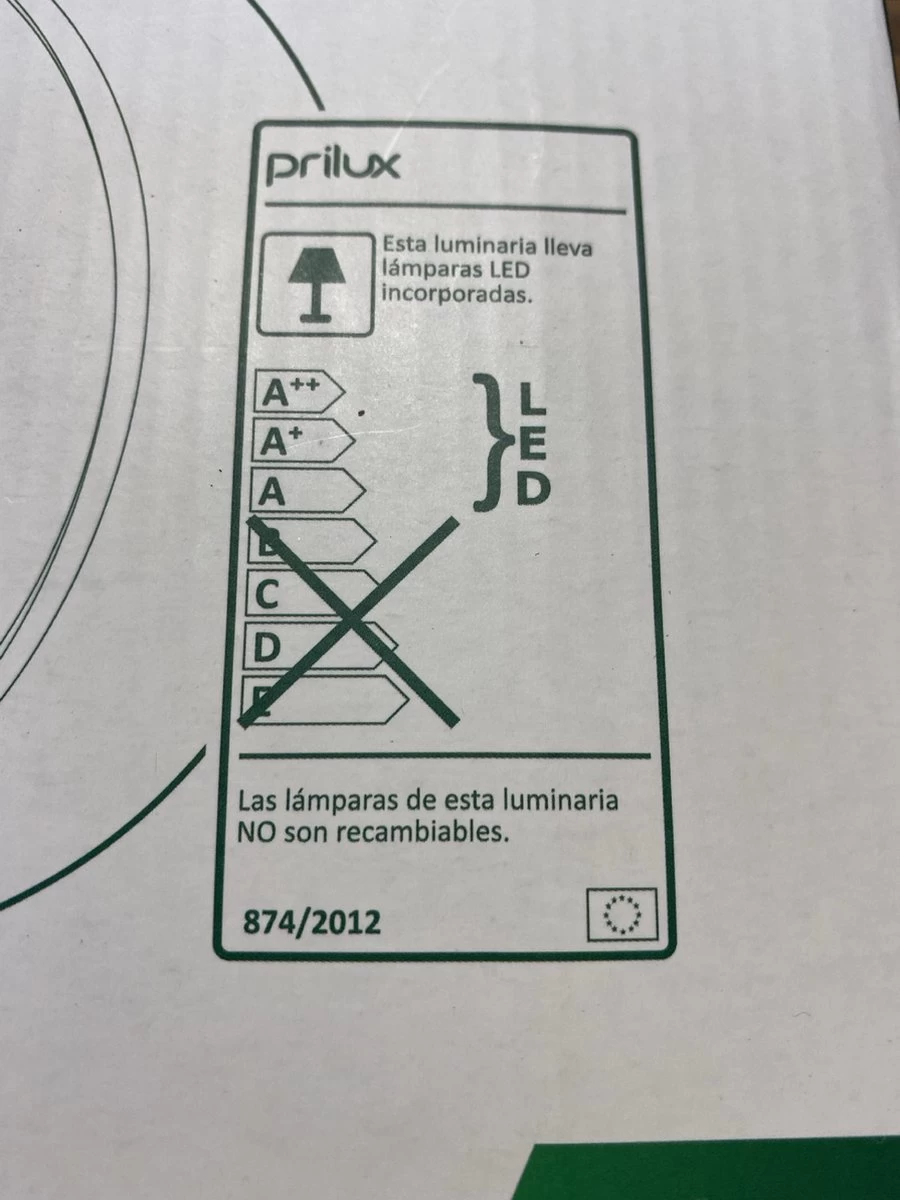 prilux
Esta luminaria lleva
lámparas LED
incorporadas.
A++
A+
A
B
C
D
E
L
E
D
Las lámparas de esta luminaria
NO son recambiables.
874/2012